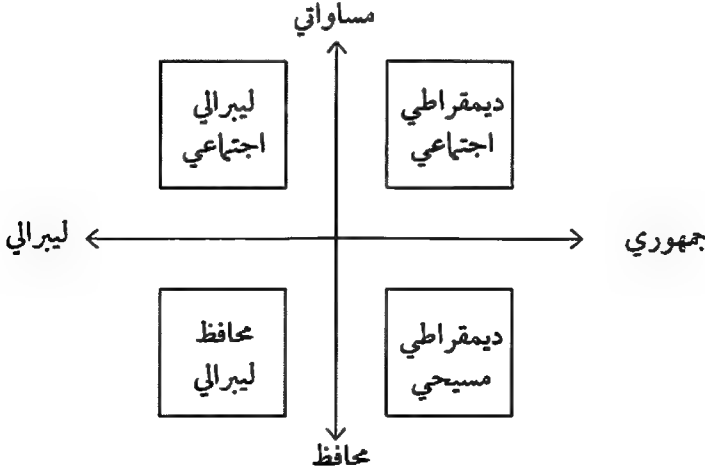 مساواتي
ديمقراطي
اجتماعي
ليبرالي
اجتماعي
جمهوري
ليبرالي
ديمقراطي
مسيحي
محافظ
ليبرالي
محافظ